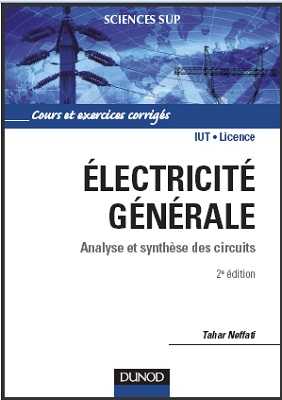 SCIENCES SUP
Cours et exercices corrigés
IUT • Licence
ÉLECTRICITÉ
GÉNÉRALE
Analyse et synthèse des circuits
2e édition
Tahar Neffati
DUNOD